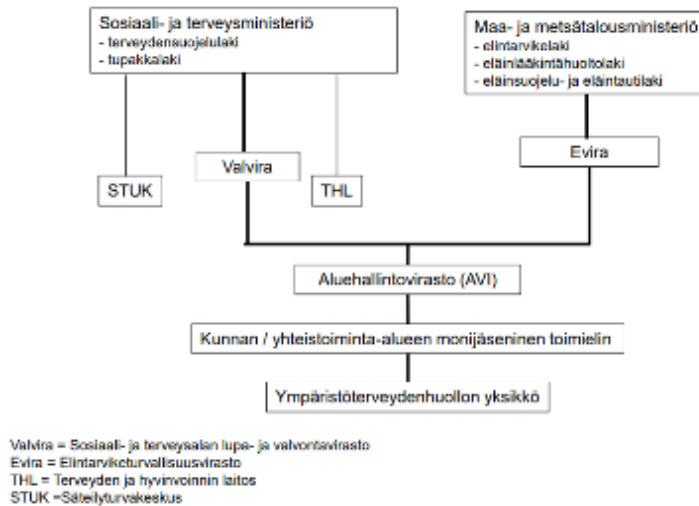 Sosiaali- ja terveysministeriö
- terveydensuojelulaki
- tupakkalaki
Maa- ja metsätalousministeriö
- elintarvikelaki
- eläinlääkintähuoltolaki
- eläinsuojelu- ja eläintautilaki
Valvira
Evira
STUK
THL
Aluehallintovirasto (AVI)
Kunnan / yhteistoiminta-alueen monijäseninen toimielin
Ympäristöterveydenhuollon yksikkö
Valvira = Sosiaali- ja terveysalan lupa- ja valvontavirasto
Evira = Elintarviketurvallisuusvirasto
THL = Terveyden ja hyvinvoinnin laitos
STUK =Säteilyturvakeskus